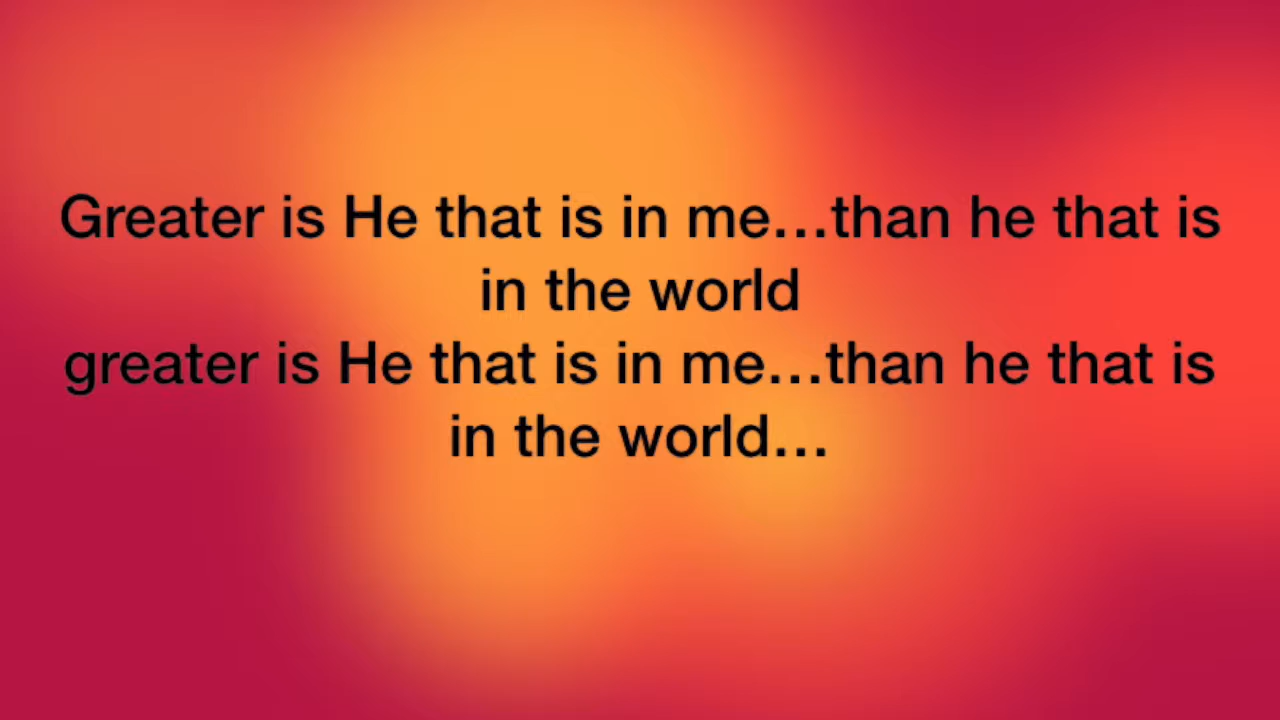 Greater is He that is in me...than he that is
in the world
greater is He that is in me...than he that is
in the world...